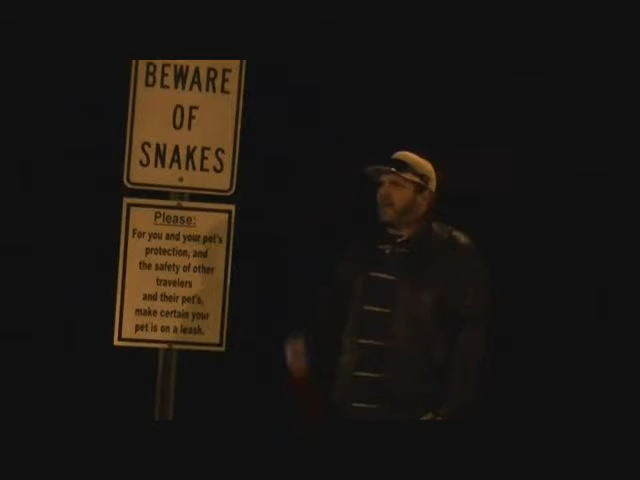 BEWARE
OF
SNAKES
Please:
For you and your pet's
protection, and
the safety of other
travelers
and their pet's,
make certain your
pet is on a leash.